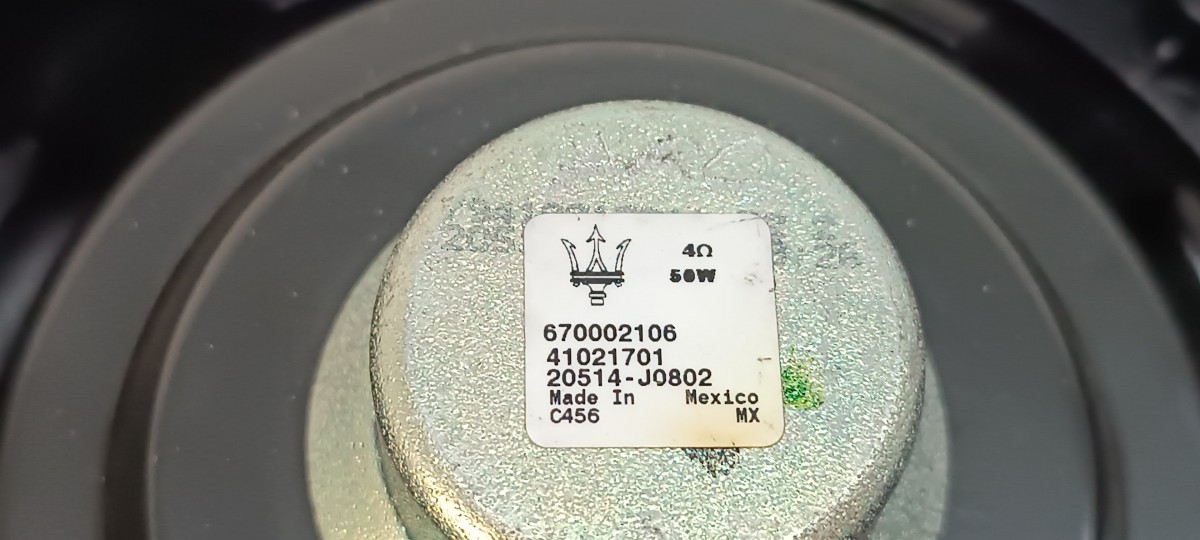 4Ω
50W
670002106
41021701
20514-J0802
Made In Mexico
C456 MX